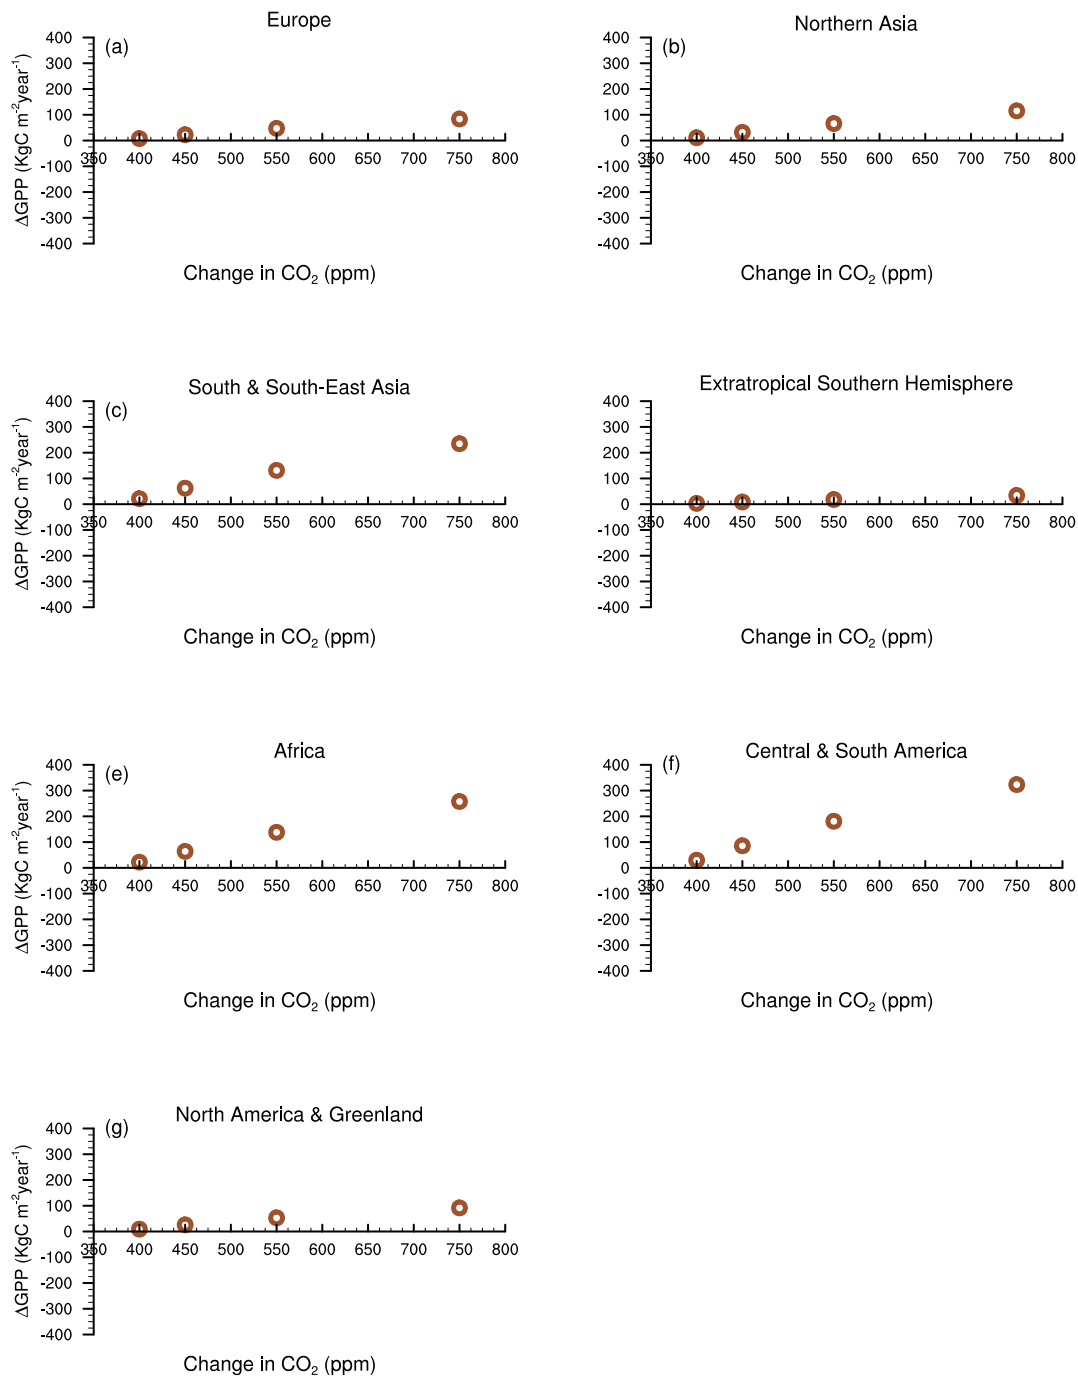 Europe
(a)
400
300
200
100
0
-100
-200
-300
-400
350 400 450 500 550 600 650 700 750 800
ΔGPP (KgC m⁻²year⁻¹)
Change in CO₂ (ppm)
Northern Asia
(b)
400
300
200
100
0
-100
-200
-300
-400
350 400 450 500 550 600 650 700 750 800
Change in CO₂ (ppm)
South & South-East Asia
(c)
400
300
200
100
0
-100
-200
-300
-400
350 400 450 500 550 600 650 700 750 800
ΔGPP (KgC m⁻²year⁻¹)
Change in CO₂ (ppm)
Extratropical Southern Hemisphere
400
300
200
100
0
-100
-200
-300
-400
350 400 450 500 550 600 650 700 750 800
Change in CO₂ (ppm)
Africa
(e)
400
300
200
100
0
-100
-200
-300
-400
350 400 450 500 550 600 650 700 750 800
ΔGPP (KgC m⁻²year⁻¹)
Change in CO₂ (ppm)
Central & South America
(f)
400
300
200
100
0
-100
-200
-300
-400
350 400 450 500 550 600 650 700 750 800
Change in CO₂ (ppm)
North America & Greenland
(g)
400
300
200
100
0
-100
-200
-300
-400
350 400 450 500 550 600 650 700 750 800
ΔGPP (KgC m⁻²year⁻¹)
Change in CO₂ (ppm)